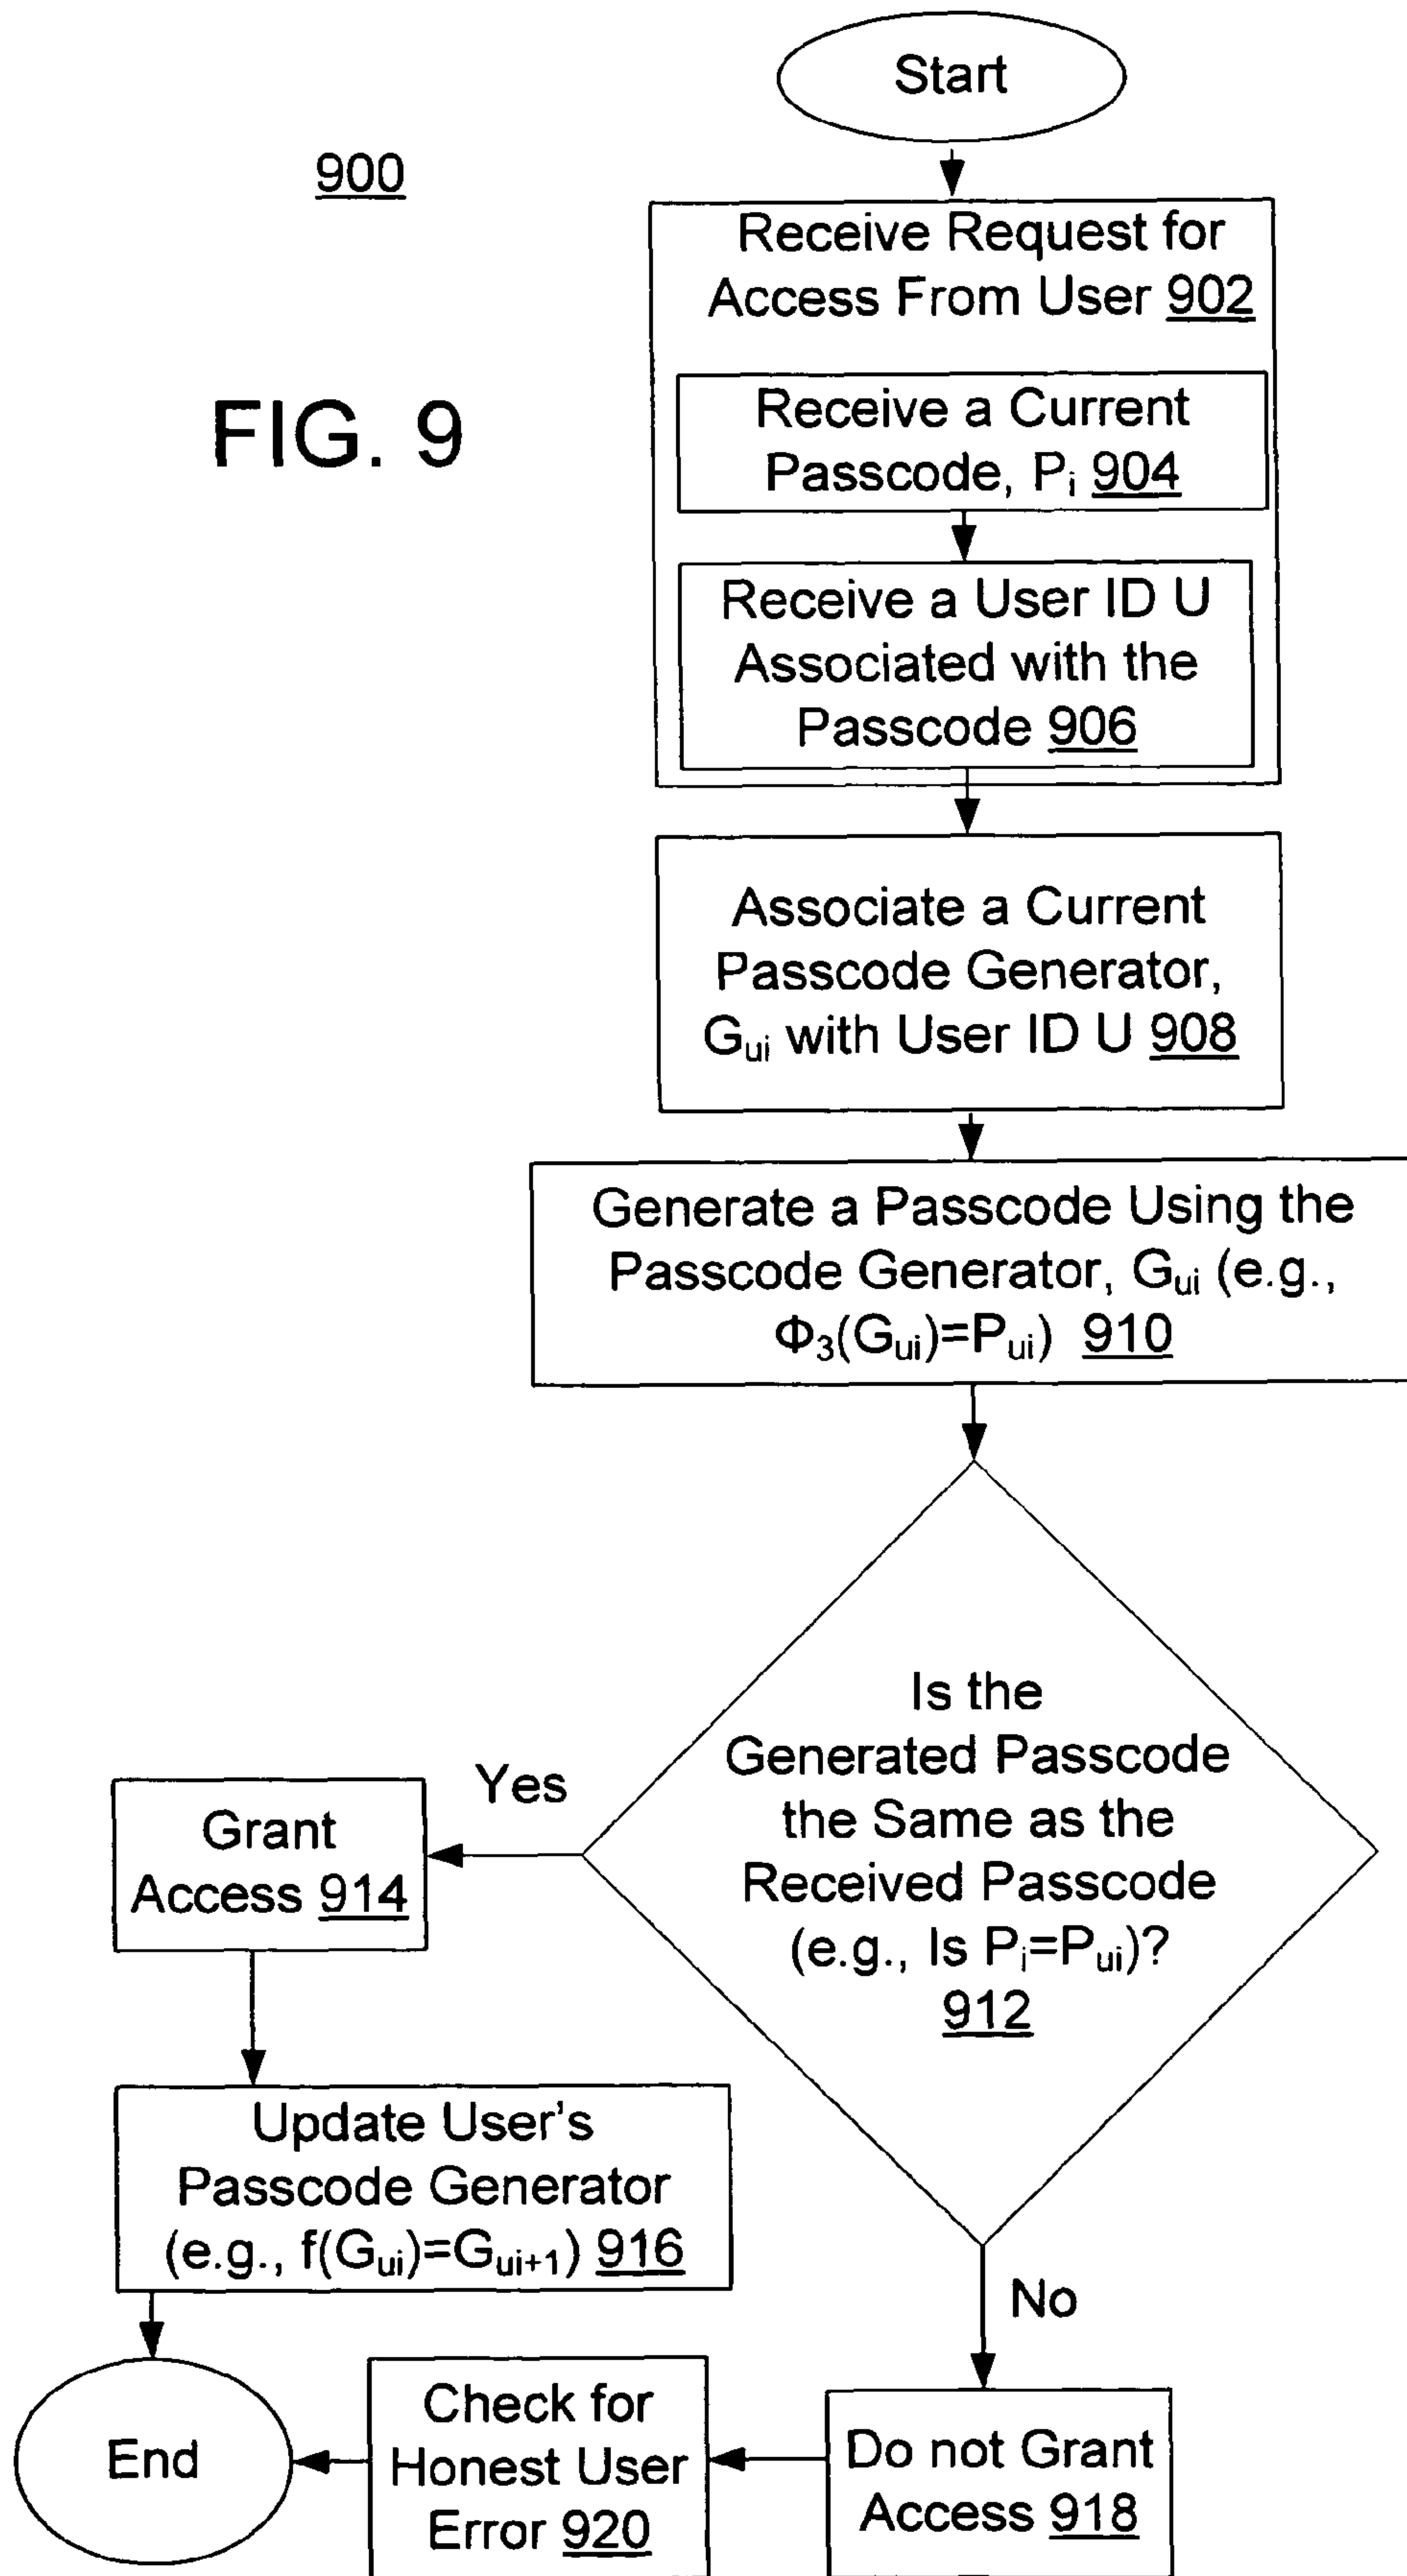 Start
900
Receive Request for
Access From User 902
FIG. 9
Receive a Current
Passcode, Pi 904
Receive a User ID U
Associated with the
Passcode 906
Associate a Current
Passcode Generator,
Gui with User ID U 908
Generate a Passcode Using the
Passcode Generator, Gui (e.g.,
Φ3(Gui)=Pui) 910
Is the
Generated Passcode
the Same as the
Received Passcode
(e.g., Is Pi=Pui)?
912
Yes
Grant
Access 914
Update User's
Passcode Generator
(e.g., f(Gui)=Gui+1) 916
No
Do not Grant
Access 918
Check for
Honest User
Error 920
End